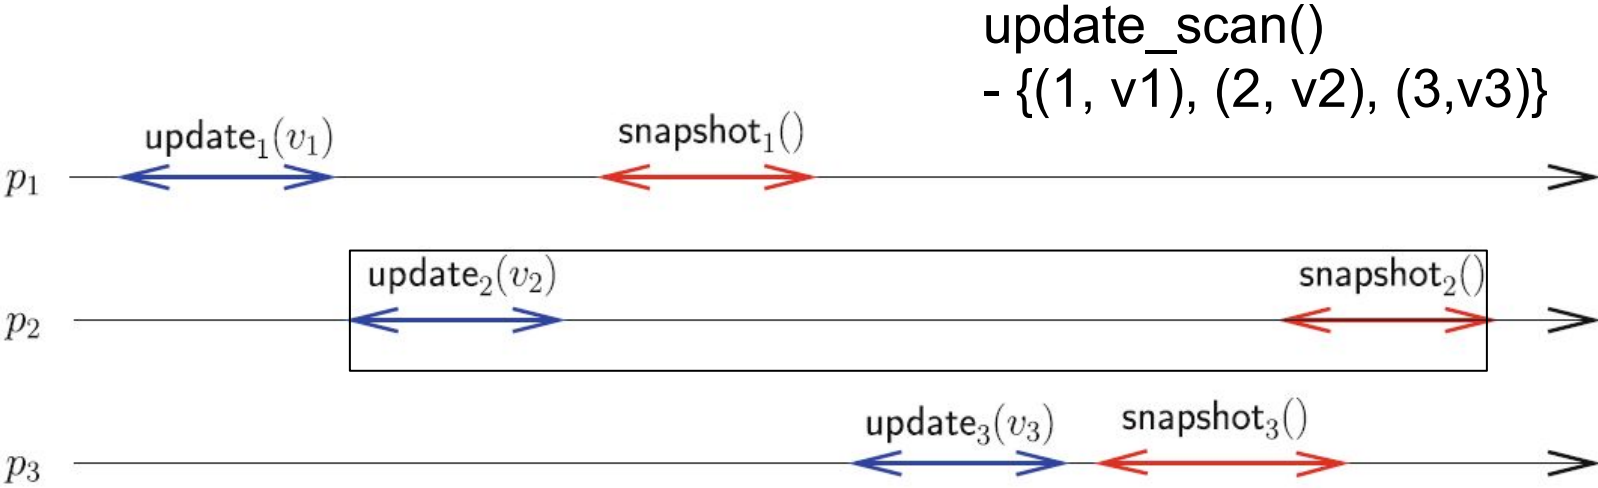 update_scan()
- {(1, v1), (2, v2), (3,v3)}
update₁(v₁)
snapshot₁()
p₁
update₂(v₂)
snapshot₂()
p₂
update₃(v₃)
snapshot₃()
p₃